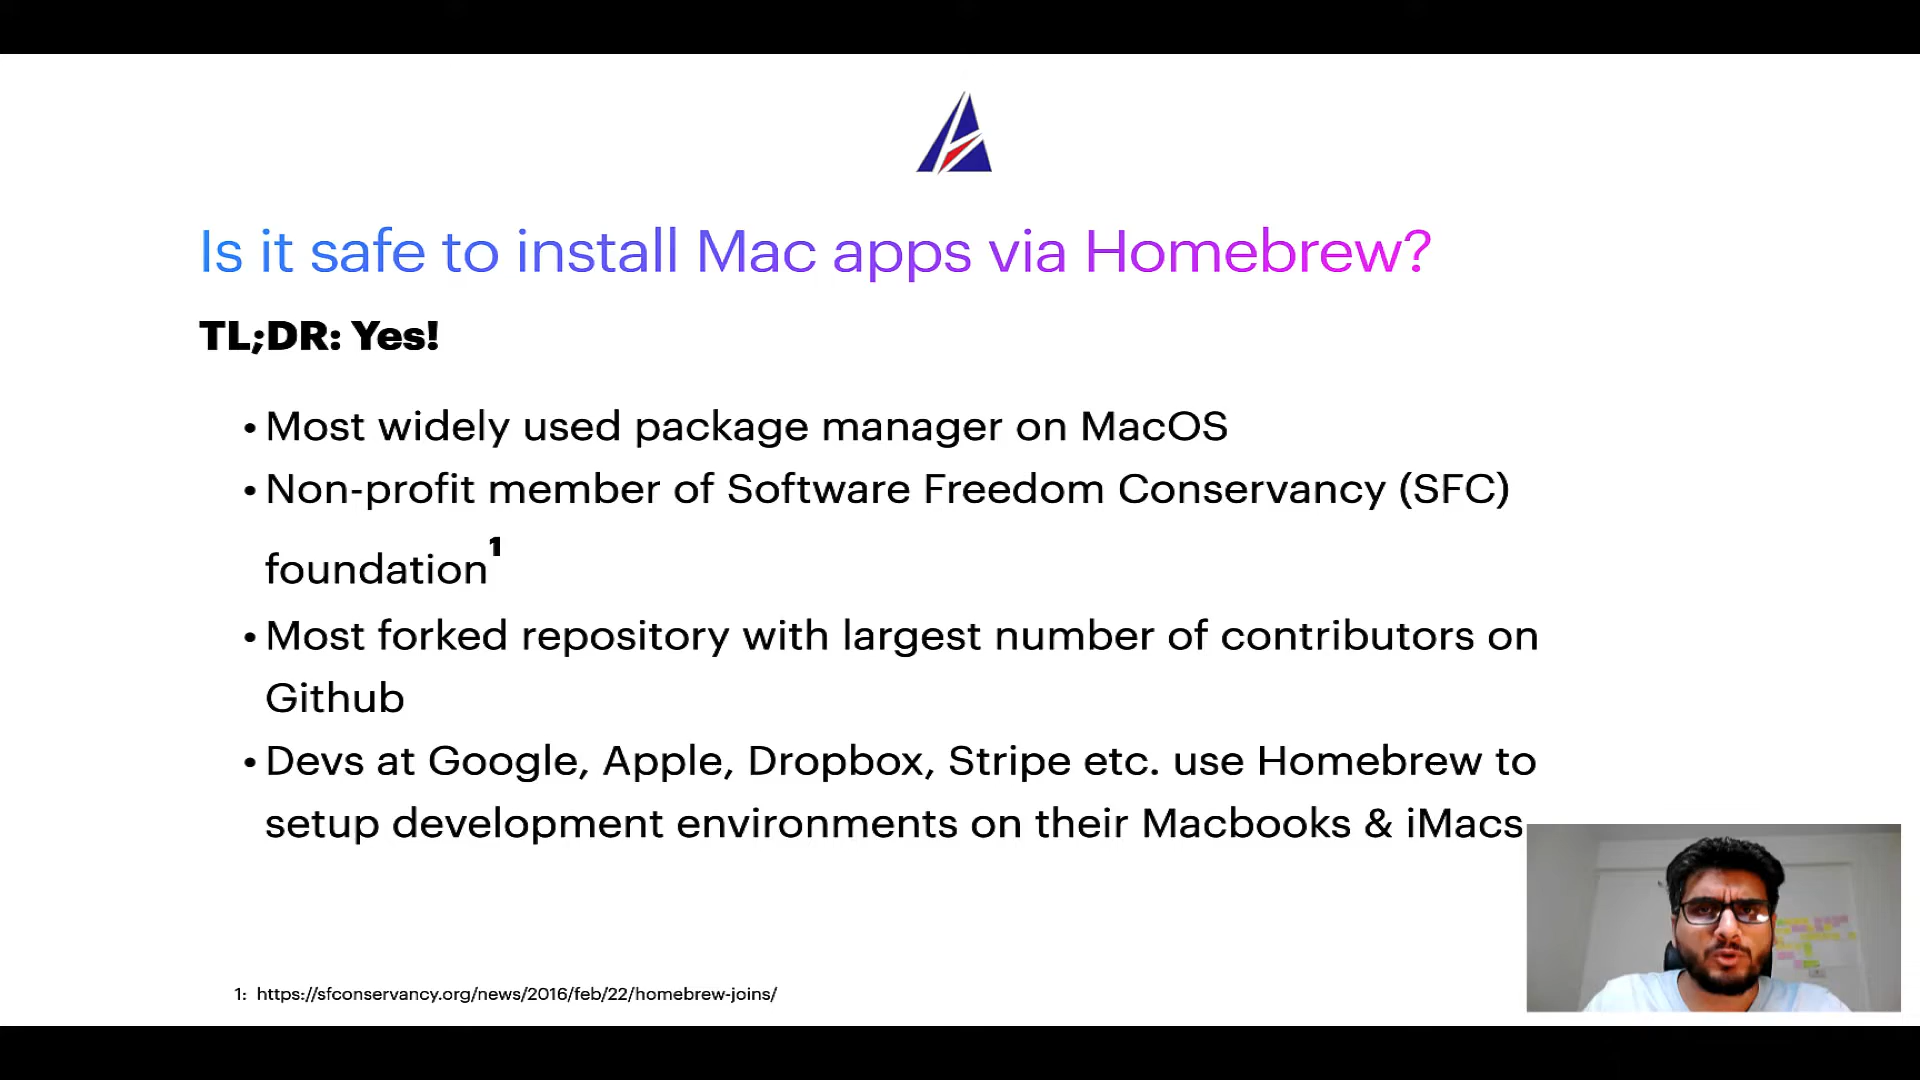 Is it safe to install Mac apps via Homebrew?
TL;DR: Yes!
• Most widely used package manager on MacOS
• Non-profit member of Software Freedom Conservancy (SFC)
foundation1
• Most forked repository with largest number of contributors on
Github
• Devs at Google, Apple, Dropbox, Stripe etc. use Homebrew to
setup development environments on their Macbooks & iMacs
1: https://sfconservancy.org/news/2016/feb/22/homebrew-joins/